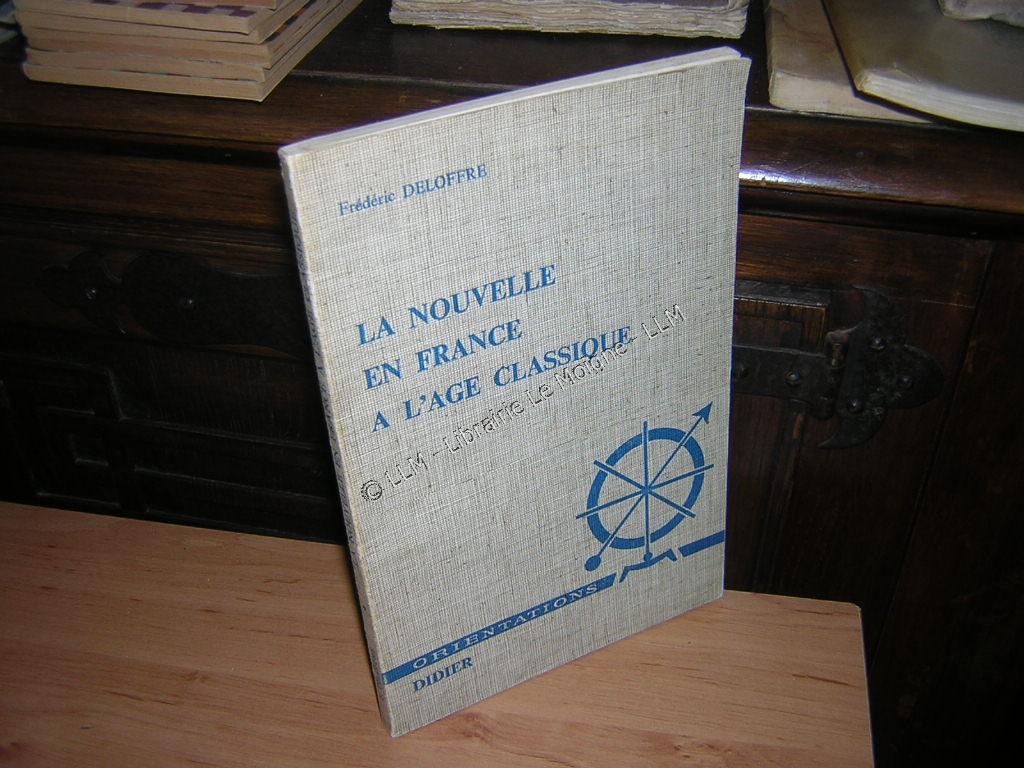 Frédéric DELOFFRE
LA NOUVELLE
EN FRANCE
A L'AGE CLASSIQUE
© LLM - Librairie Le Moigne - LLM
ORIENTATIONS
DIDIER